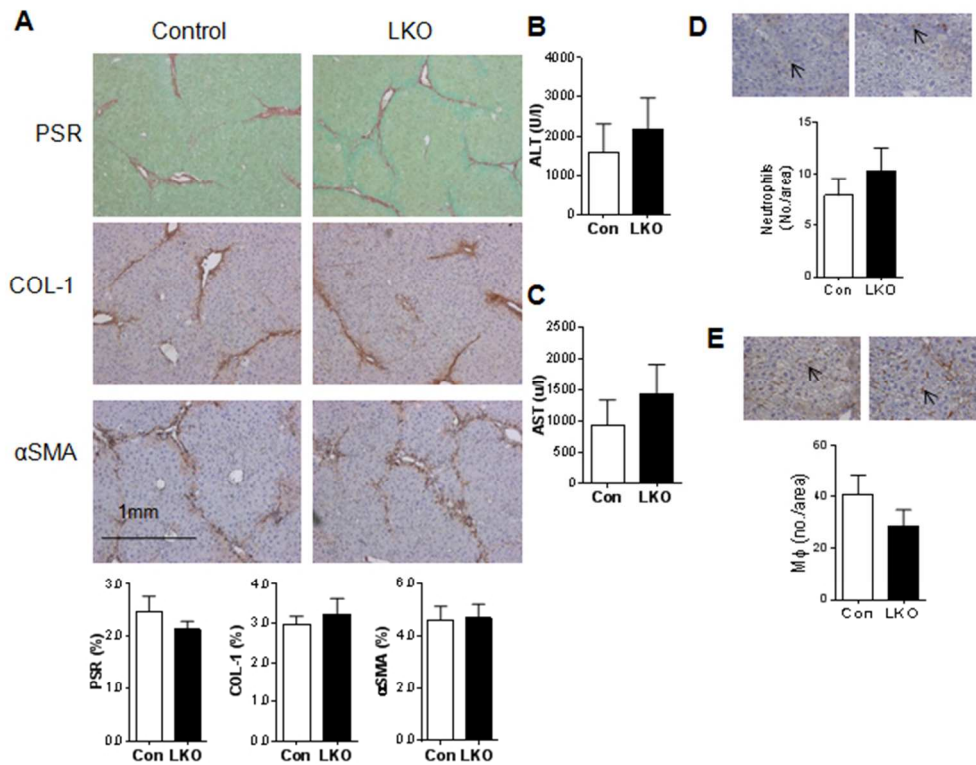 A
Control
LKO
PSR
COL-1
αSMA
1mm
3.0
2.0
1.0
0.0
PSR (%)
Con LKO
4.0
3.0
2.0
1.0
0.0
COL-1 (%)
Con LKO
6.0
4.0
2.0
0.0
αSMA (%)
Con LKO
B
4000
3000
2000
1000
0
ALT (U/l)
Con LKO
C
2500
2000
1500
1000
500
0
AST (u/l)
Con LKO
D
15
10
5
0
Neutrophils
(No./area)
Con LKO
E
60
40
20
0
Mϕ (no./area)
Con LKO